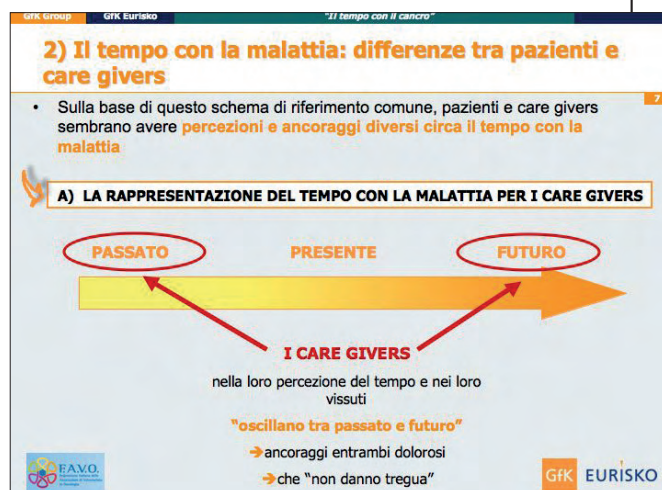 GfK Group GfK Eurisko "Il tempo con il cancro"
2) Il tempo con la malattia: differenze tra pazienti e
care givers
7
• Sulla base di questo schema di riferimento comune, pazienti e care givers
sembrano avere percezioni e ancoraggi diversi circa il tempo con la
malattia
A) LA RAPPRESENTAZIONE DEL TEMPO CON LA MALATTIA PER I CARE GIVERS
PASSATO PRESENTE FUTURO
I CARE GIVERS
nella loro percezione del tempo e nei loro
vissuti
"oscillano tra passato e futuro"
➔ancoraggi entrambi dolorosi
➔che "non danno tregua"
F.A.V.O.
GfK EURISKO